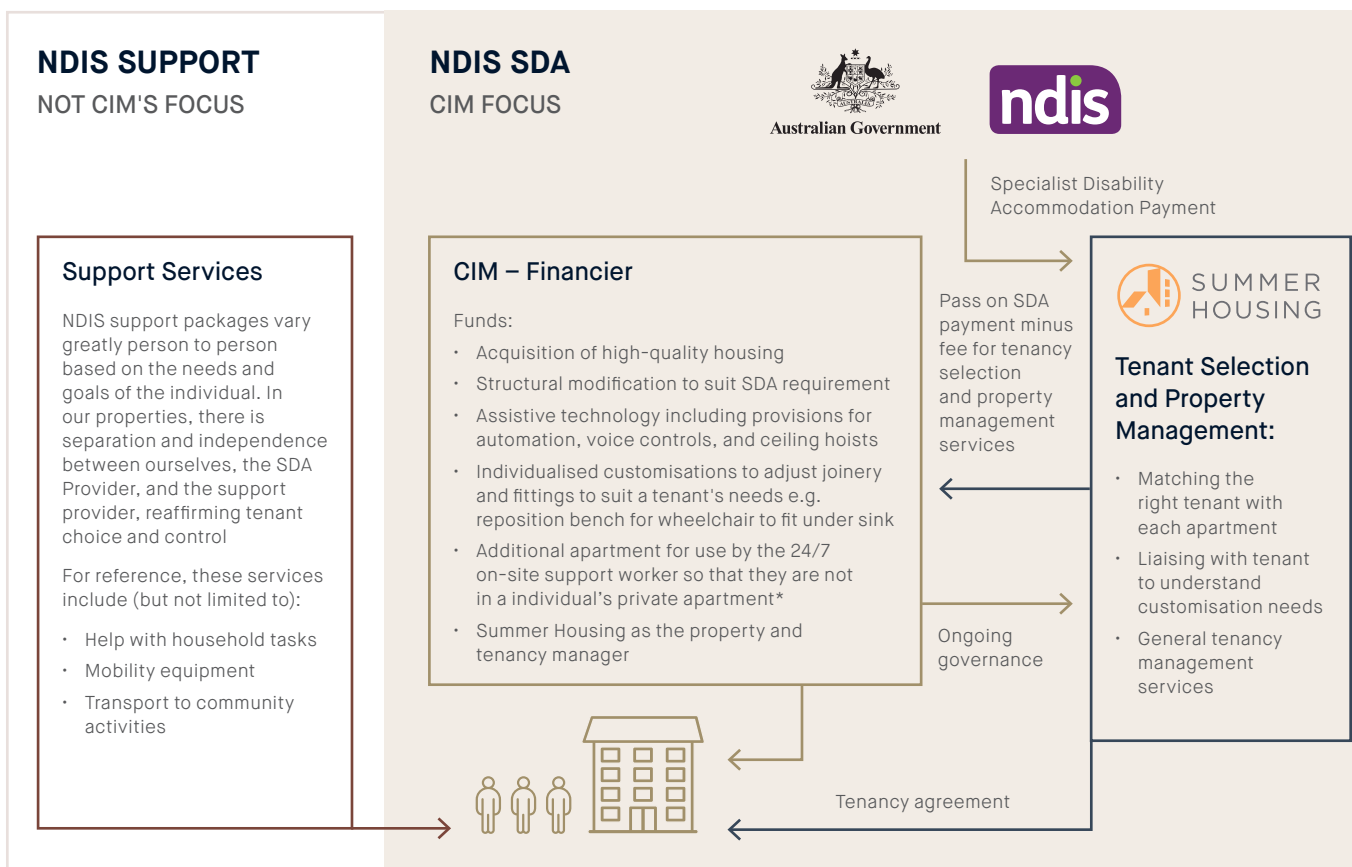 NDIS SUPPORT
NOT CIM'S FOCUS
NDIS SDA
CIM FOCUS
Australian Government
ndis
Specialist Disability
Accommodation Payment
Support Services
NDIS support packages vary
greatly person to person
based on the needs and
goals of the individual. In
our properties, there is
separation and independence
between ourselves, the SDA
Provider, and the support
provider, reaffirming tenant
choice and control
For reference, these services
include (but not limited to):
• Help with household tasks
• Mobility equipment
• Transport to community
activities
CIM – Financier
Funds:
• Acquisition of high-quality housing
• Structural modification to suit SDA requirement
• Assistive technology including provisions for
automation, voice controls, and ceiling hoists
• Individualised customisations to adjust joinery
and fittings to suit a tenant's needs e.g.
reposition bench for wheelchair to fit under sink
• Additional apartment for use by the 24/7
on-site support worker so that they are not
in a individual's private apartment*
• Summer Housing as the property and
tenancy manager
Pass on SDA
payment minus
fee for tenancy
selection
and property
management
services
Ongoing
governance
SUMMER
HOUSING
Tenant Selection
and Property
Management:
• Matching the
right tenant with
each apartment
• Liaising with tenant
to understand
customisation needs
• General tenancy
management
services
Tenancy agreement